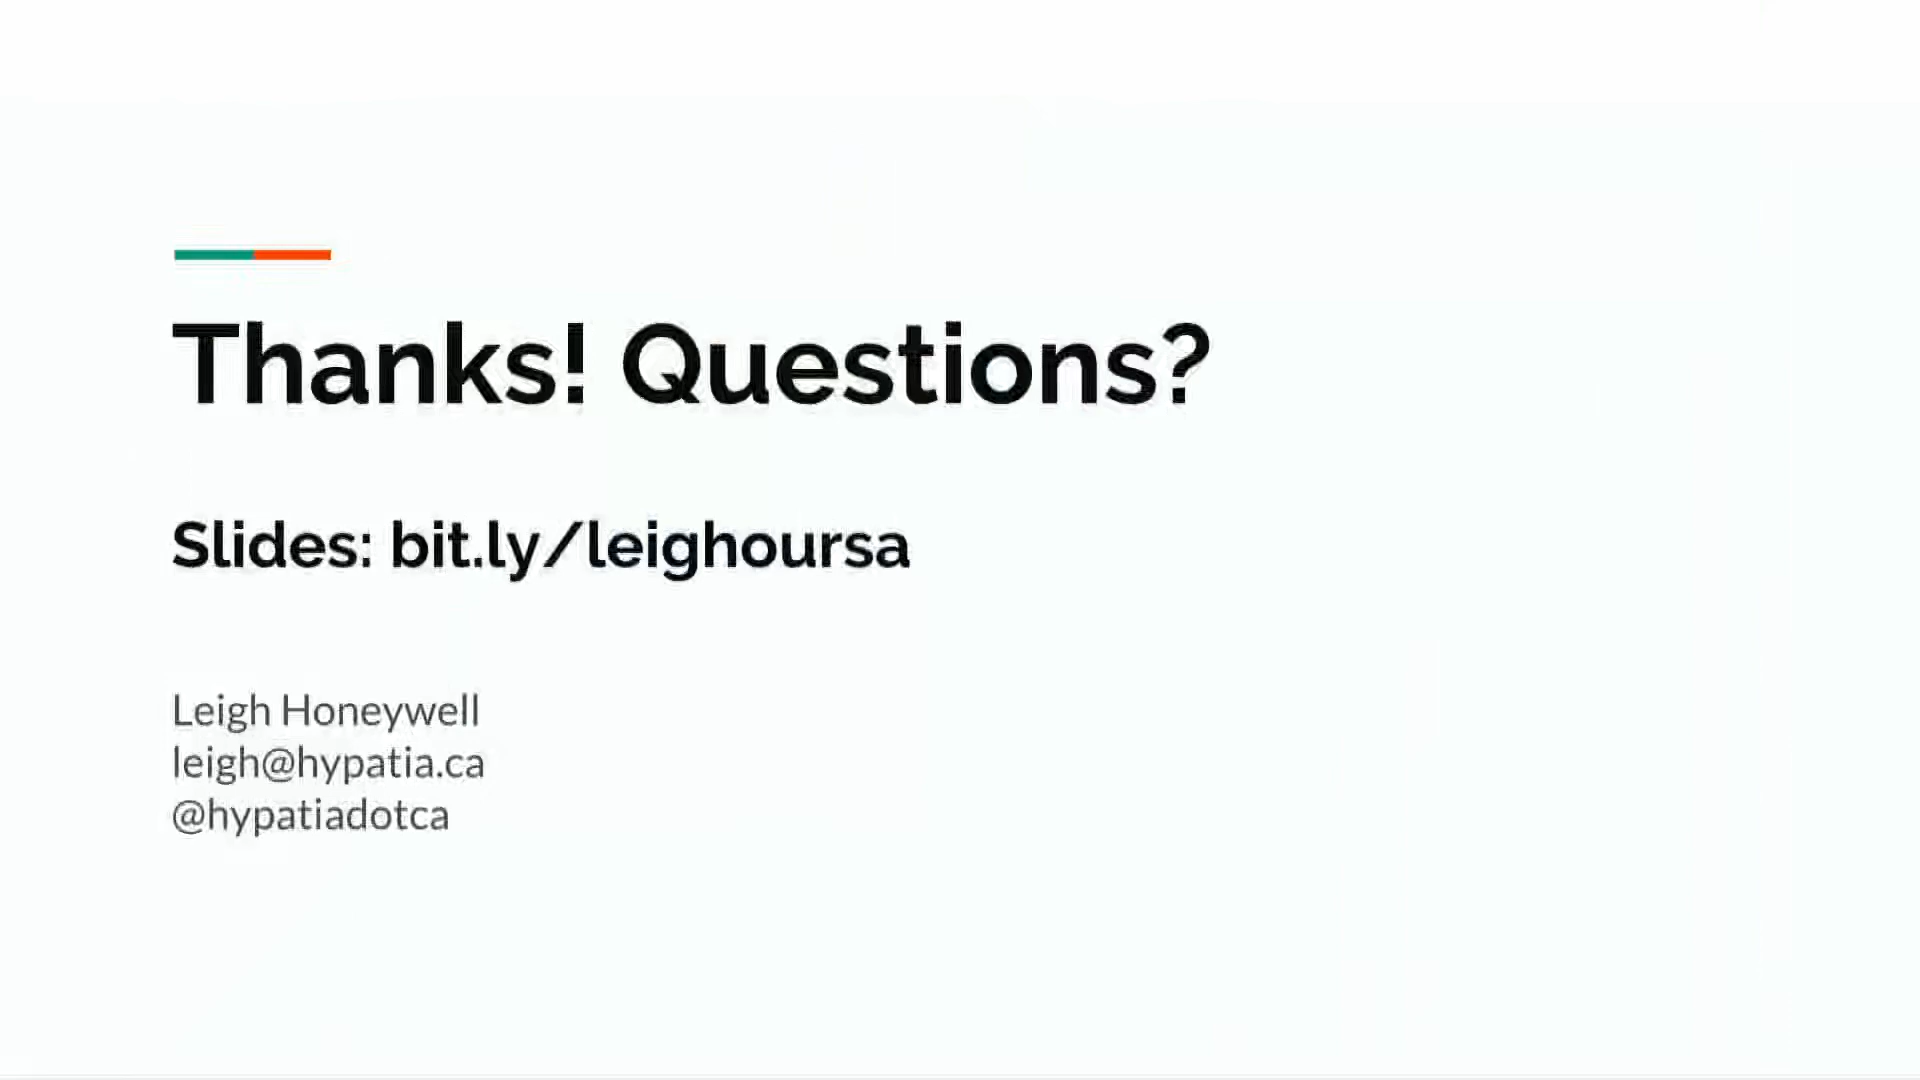 Thanks! Questions?
Slides: bit.ly/leighoursa
Leigh Honeywell
leigh@hypatia.ca
@hypatiadotca